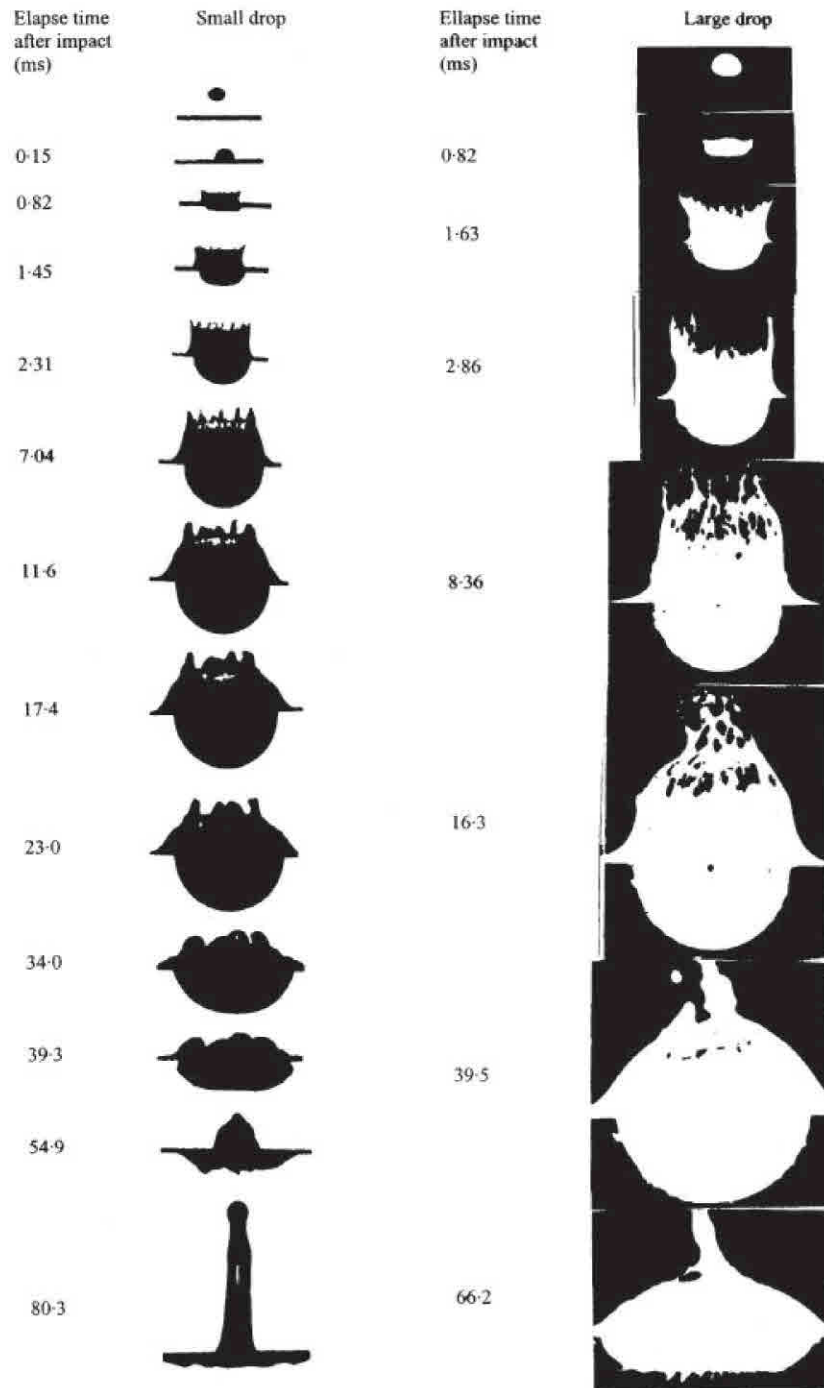 Elapse time
after impact
(ms)
Small drop
0·15
0·82
1·45
2·31
7·04
11·6
17·4
23·0
34·0
39·3
54·9
80·3
Ellapse time
after impact
(ms)
Large drop
0·82
1·63
2·86
8·36
16·3
39·5
66·2